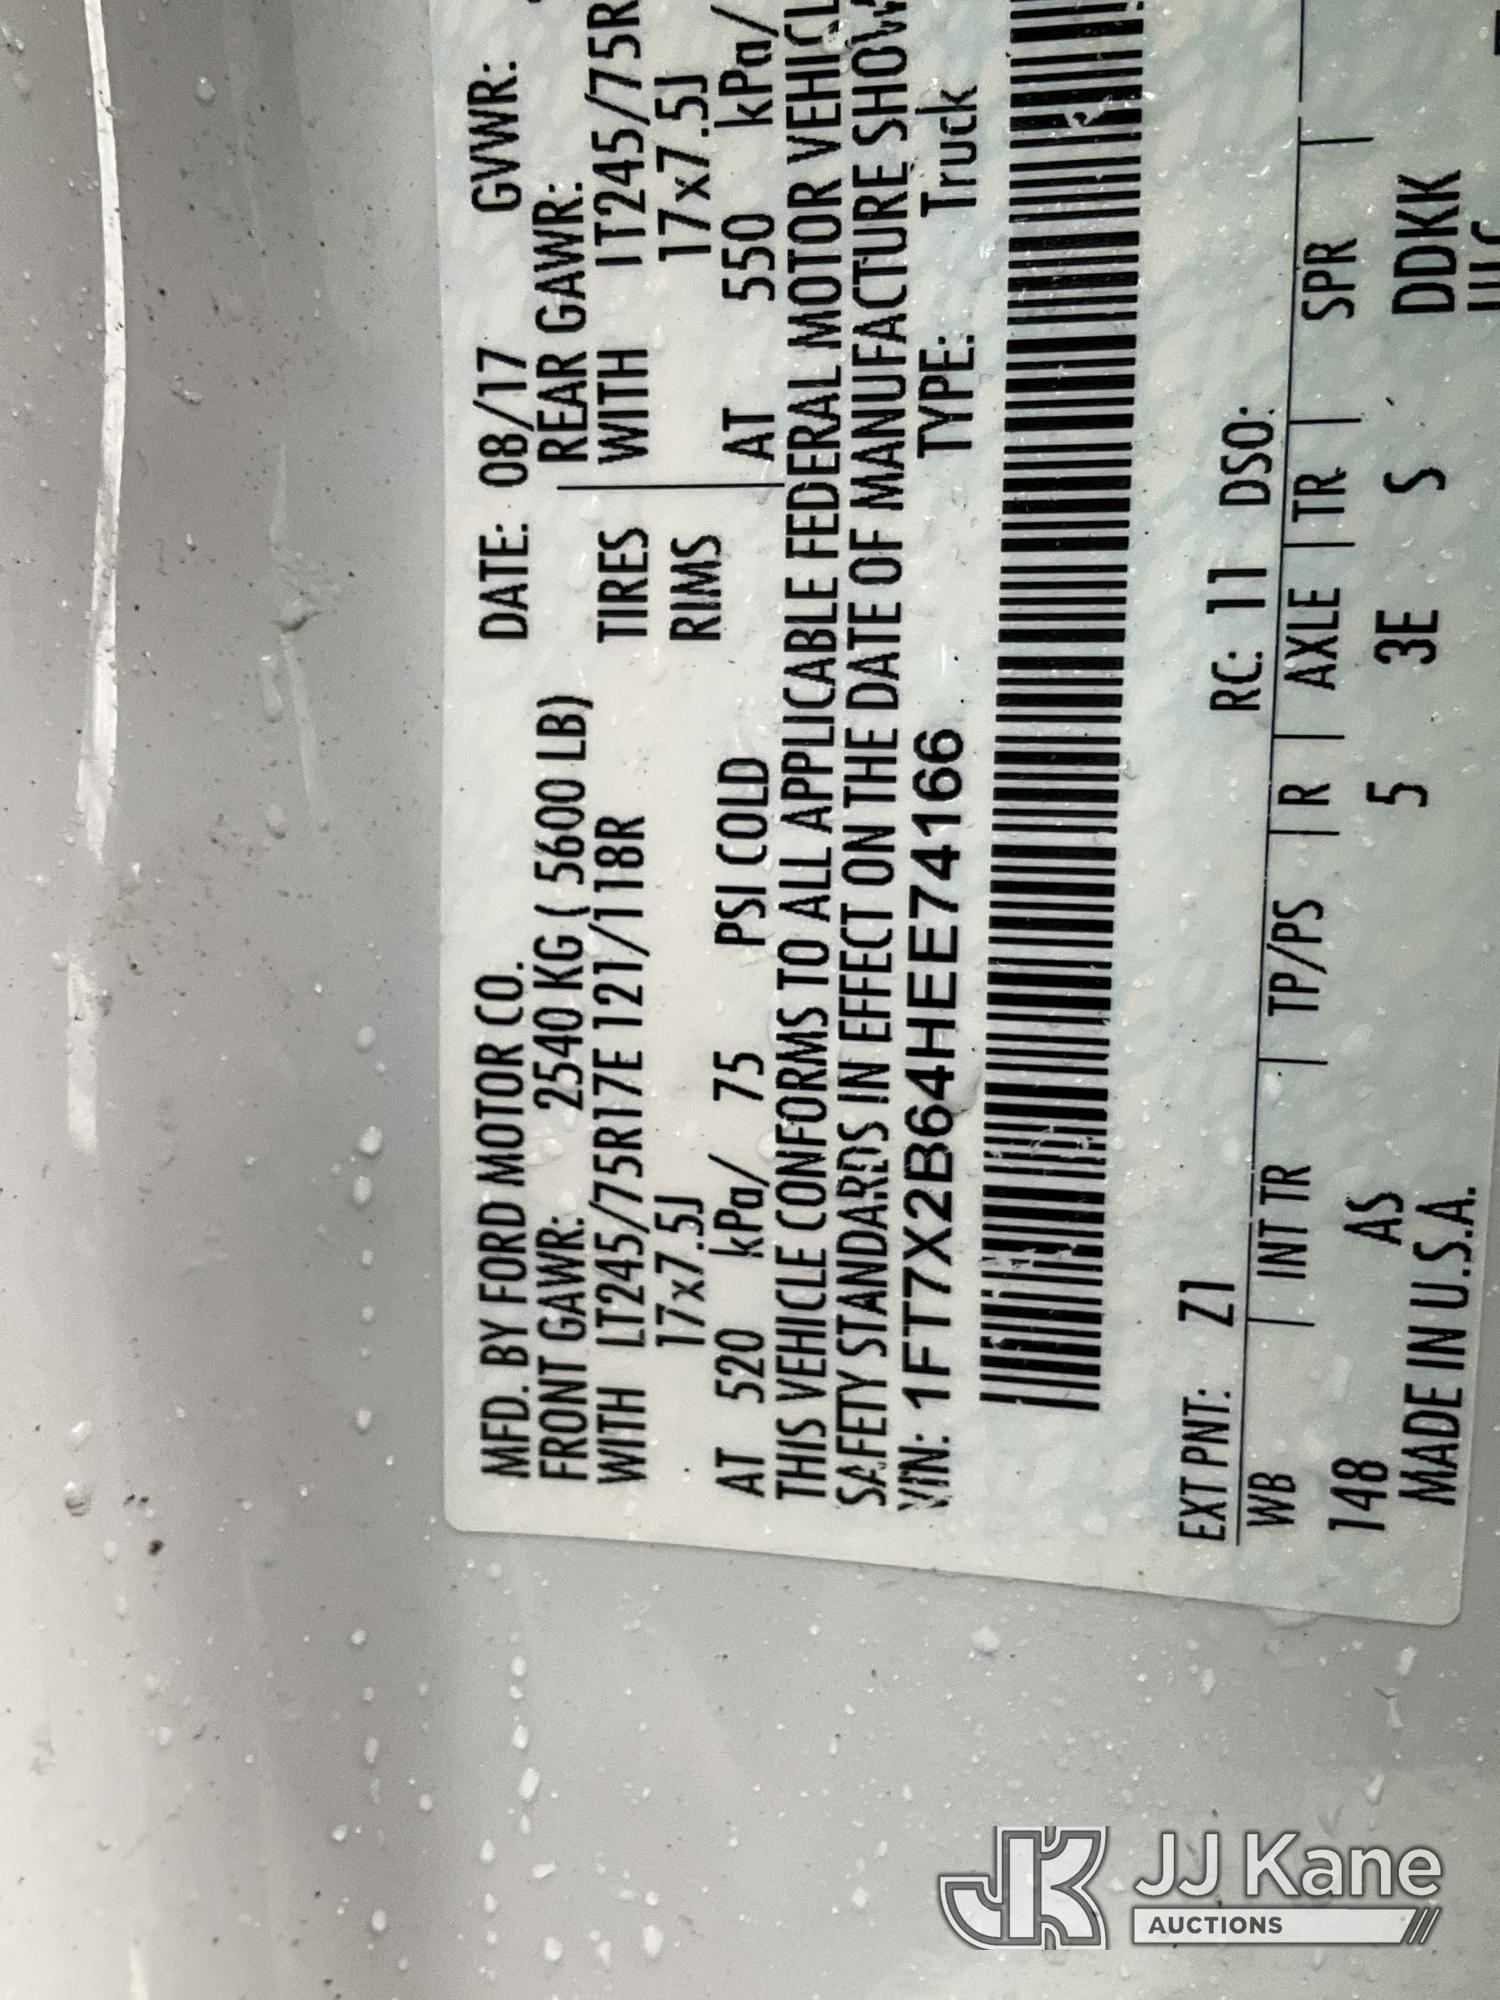 MFD. BY FORD MOTOR CO. DATE: 08/17 GVWR:
FRONT GAWR: 2540 KG ( 5600 LB) REAR GAWR:
WITH LT245/75R17E 121/118R TIRES WITH LT245/75R
17x7.5J RIMS 17x7.5J
AT 520 kPa/ 75 PSI COLD AT 550 kPa/
THIS VEHICLE CONFORMS TO ALL APPLICABLE FEDERAL MOTOR VEHICL
SAFETY STANDARDS IN EFFECT ON THE DATE OF MANUFACTURE SHOW
VIN: 1FT7X2B64HEE74166 TYPE: Truck
EXT PNT: Z1 RC: 11 DSO:
WB INT TR TP/PS R AXLE TR SPR
148 AS 5 3E S DDKK
MADE IN U.S.A.
JJ Kane
AUCTIONS